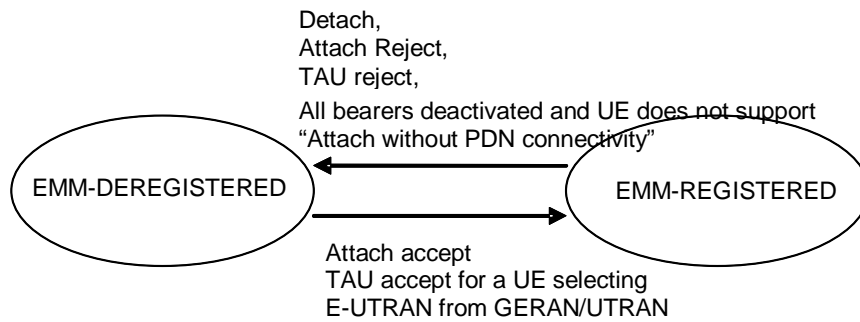 Detach,
Attach Reject,
TAU reject,
All bearers deactivated and UE does not support
“Attach without PDN connectivity”
EMM-DEREGISTERED
EMM-REGISTERED
Attach accept
TAU accept for a UE selecting
E-UTRAN from GERAN/UTRAN